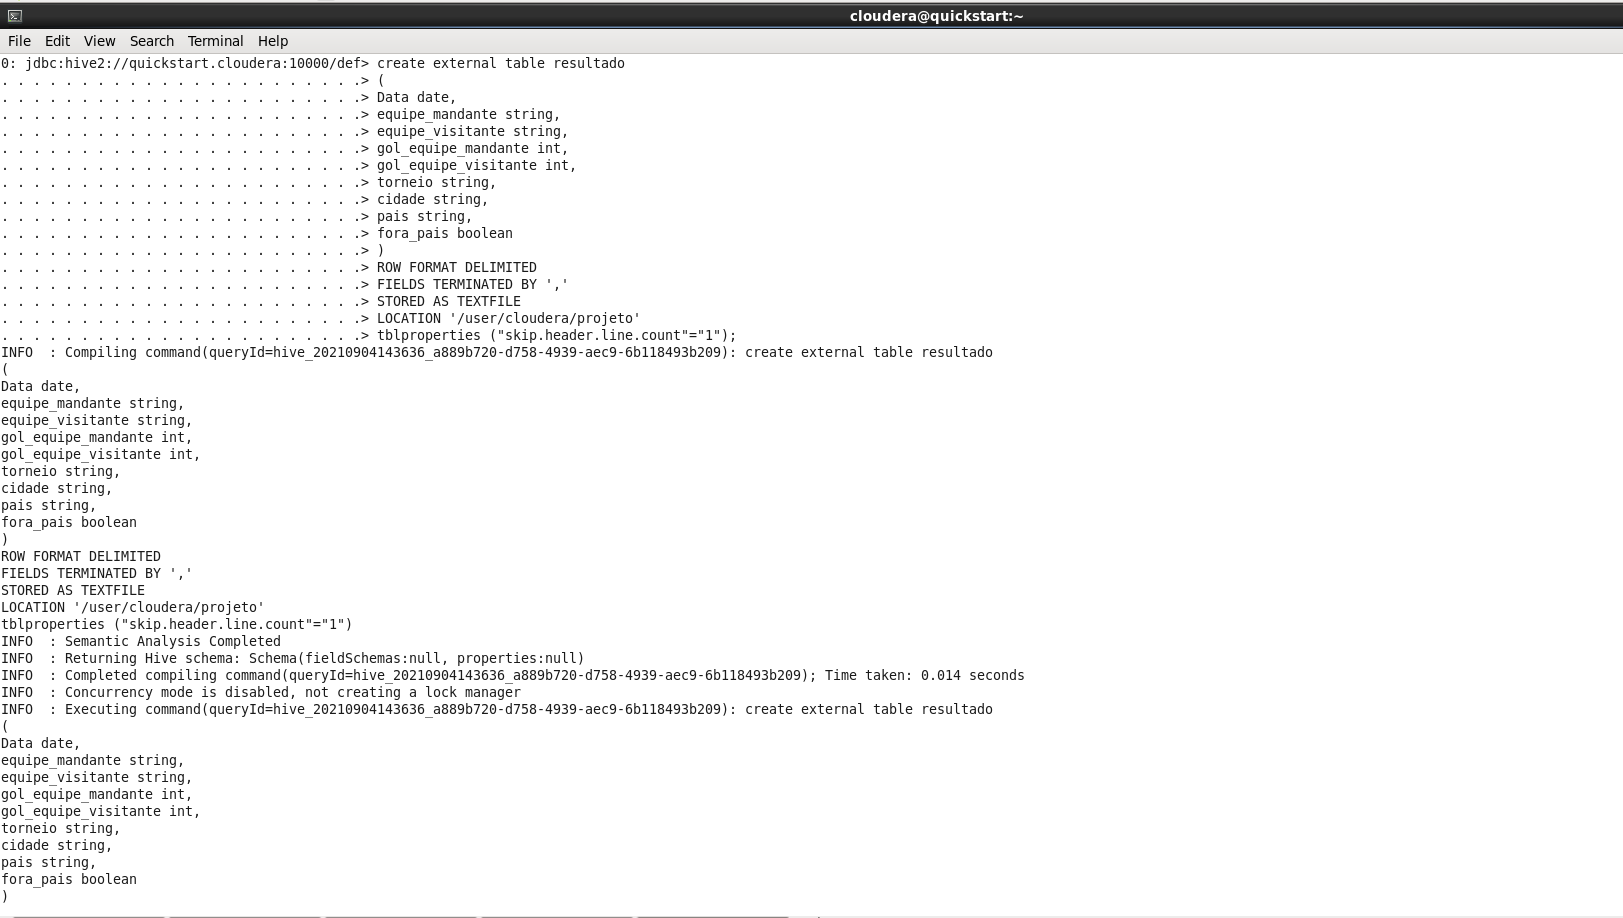 cloudera@quickstart:~
File Edit View Search Terminal Help
0: jdbc:hive2://quickstart.cloudera:10000/def> create external table resultado
. . . . . . . . . . . . . . . . . . . . . . .> (
. . . . . . . . . . . . . . . . . . . . . . .> Data date,
. . . . . . . . . . . . . . . . . . . . . . .> equipe_mandante string,
. . . . . . . . . . . . . . . . . . . . . . .> equipe_visitante string,
. . . . . . . . . . . . . . . . . . . . . . .> gol_equipe_mandante int,
. . . . . . . . . . . . . . . . . . . . . . .> gol_equipe_visitante int,
. . . . . . . . . . . . . . . . . . . . . . .> torneio string,
. . . . . . . . . . . . . . . . . . . . . . .> cidade string,
. . . . . . . . . . . . . . . . . . . . . . .> pais string,
. . . . . . . . . . . . . . . . . . . . . . .> fora_pais boolean
. . . . . . . . . . . . . . . . . . . . . . .> )
. . . . . . . . . . . . . . . . . . . . . . .> ROW FORMAT DELIMITED
. . . . . . . . . . . . . . . . . . . . . . .> FIELDS TERMINATED BY ','
. . . . . . . . . . . . . . . . . . . . . . .> STORED AS TEXTFILE
. . . . . . . . . . . . . . . . . . . . . . .> LOCATION '/user/cloudera/projeto'
. . . . . . . . . . . . . . . . . . . . . . .> tblproperties ("skip.header.line.count"="1");
INFO  : Compiling command(queryId=hive_20210904143636_a889b720-d758-4939-aec9-6b118493b209): create external table resultado
(
Data date,
equipe_mandante string,
equipe_visitante string,
gol_equipe_mandante int,
gol_equipe_visitante int,
torneio string,
cidade string,
pais string,
fora_pais boolean
)
ROW FORMAT DELIMITED
FIELDS TERMINATED BY ','
STORED AS TEXTFILE
LOCATION '/user/cloudera/projeto'
tblproperties ("skip.header.line.count"="1")
INFO  : Semantic Analysis Completed
INFO  : Returning Hive schema: Schema(fieldSchemas:null, properties:null)
INFO  : Completed compiling command(queryId=hive_20210904143636_a889b720-d758-4939-aec9-6b118493b209); Time taken: 0.014 seconds
INFO  : Concurrency mode is disabled, not creating a lock manager
INFO  : Executing command(queryId=hive_20210904143636_a889b720-d758-4939-aec9-6b118493b209): create external table resultado
(
Data date,
equipe_mandante string,
equipe_visitante string,
gol_equipe_mandante int,
gol_equipe_visitante int,
torneio string,
cidade string,
pais string,
fora_pais boolean
)